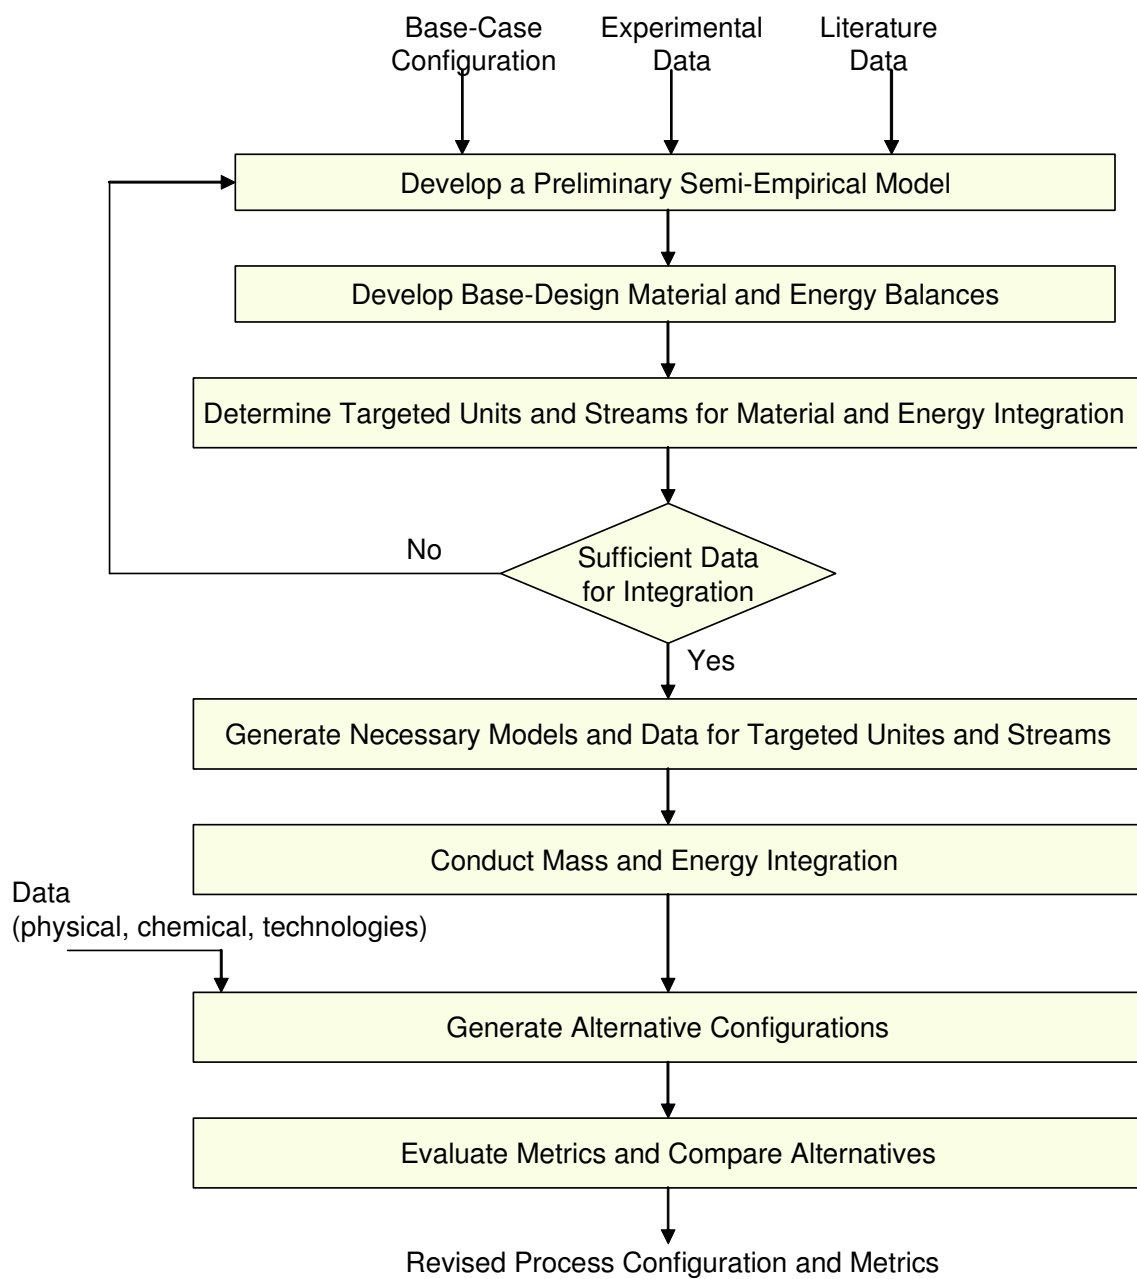 Base-Case
Configuration
Experimental
Data
Literature
Data
Develop a Preliminary Semi-Empirical Model
Develop Base-Design Material and Energy Balances
Determine Targeted Units and Streams for Material and Energy Integration
No
Sufficient Data
for Integration
Yes
Generate Necessary Models and Data for Targeted Unites and Streams
Conduct Mass and Energy Integration
Data
(physical, chemical, technologies)
Generate Alternative Configurations
Evaluate Metrics and Compare Alternatives
Revised Process Configuration and Metrics